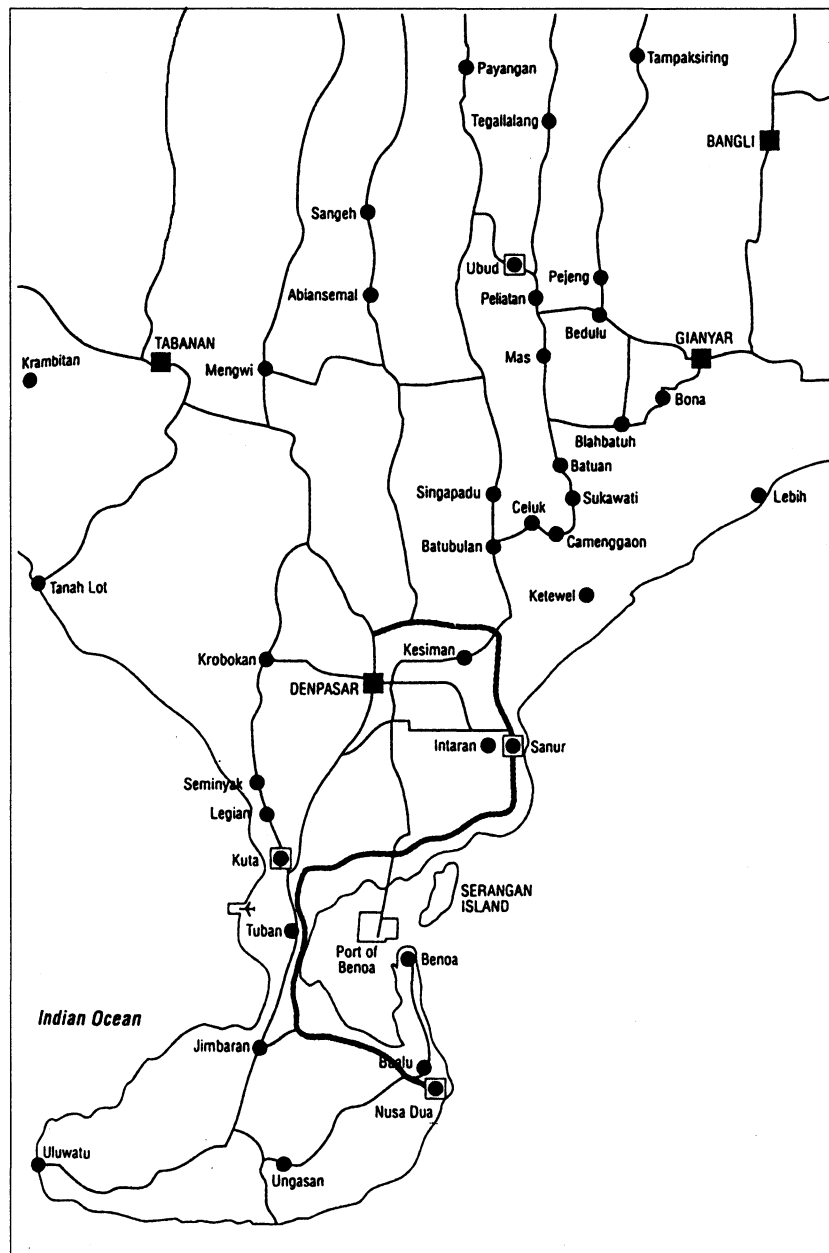 Payangan
Tampaksiring
Tegallalang
BANGLI
Sangeh
Ubud
Pejeng
Abiansemal
Peliatan
Bedulu
GIANYAR
TABANAN
Krambitan
Mengwi
Mas
Bona
Blahbatuh
Batuan
Singapadu
Sukawati
Lebih
Celuk
Batubulan
Camenggaon
Tanah Lot
Ketewel
Kesiman
Krobokan
DENPASAR
Intaran
Sanur
Seminyak
Legian
Kuta
SERANGAN
ISLAND
Tuban
Port of
Benoa
Benoa
Indian Ocean
Jimbaran
Bualu
Nusa Dua
Uluwatu
Ungasan